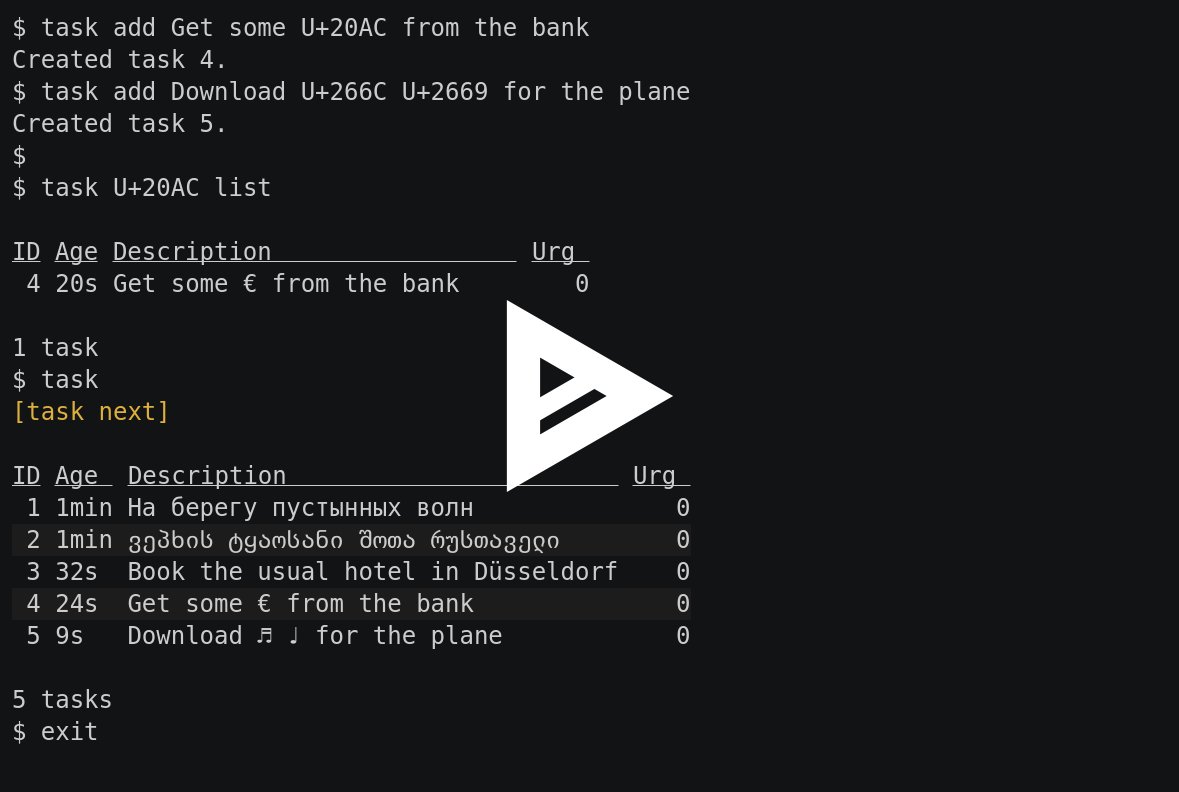 $ task add Get some U+20AC from the bank
Created task 4.
$ task add Download U+266C U+2669 for the plane
Created task 5.
$
$ task U+20AC list
ID Age Description Urg
4 20s Get some € from the bank 0
1 task
$ task
[task next]
ID Age Description Urg
1 1min На берегу пустынных волн 0
2 1min ვეპხის ტყაოსანი შოთა რუსთაველი 0
3 32s Book the usual hotel in Düsseldorf 0
4 24s Get some € from the bank 0
5 9s Download ♬ ♩ for the plane 0
5 tasks
$ exit